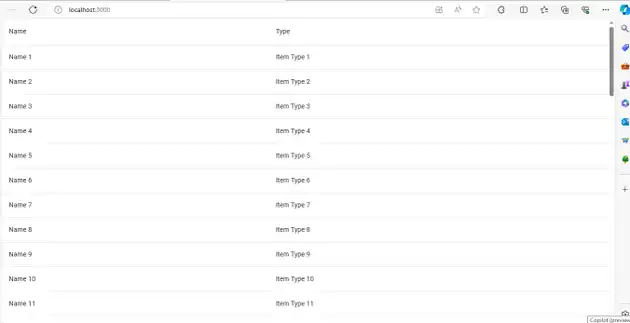 localhost:3000
Name Type
Name 1 Item Type 1
Name 2 Item Type 2
Name 3 Item Type 3
Name 4 Item Type 4
Name 5 Item Type 5
Name 6 Item Type 6
Name 7 Item Type 7
Name 8 Item Type 8
Name 9 Item Type 9
Name 10 Item Type 10
Name 11 Item Type 11